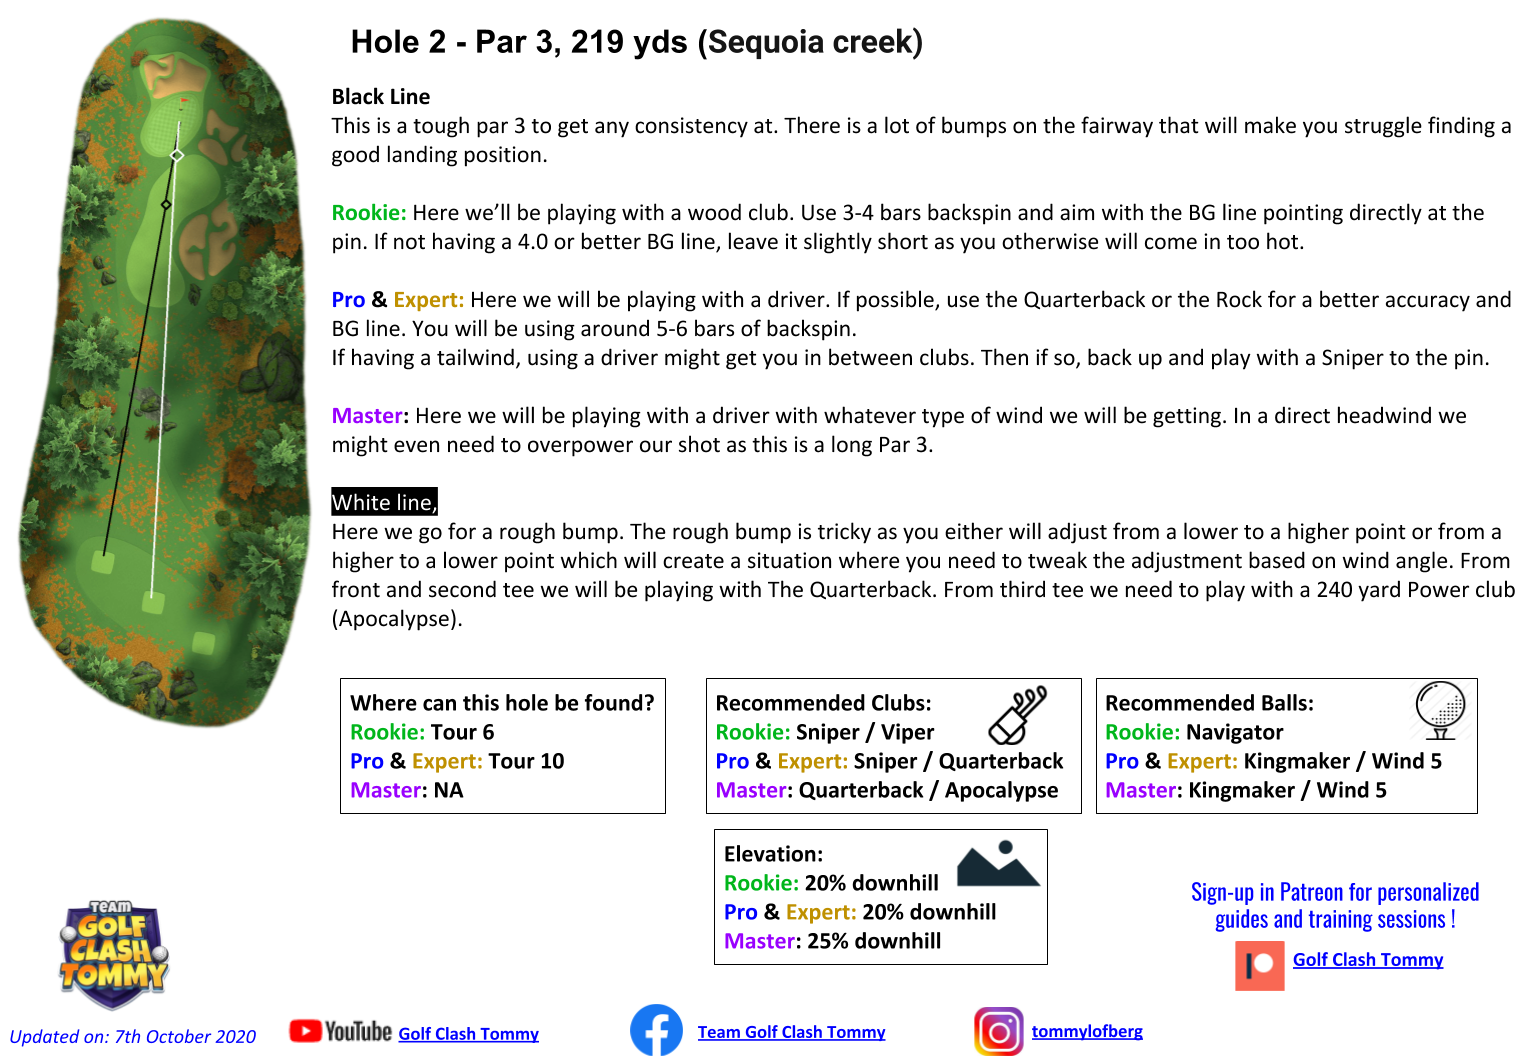 Hole 2 - Par 3, 219 yds (Sequoia creek)
Black Line
This is a tough par 3 to get any consistency at. There is a lot of bumps on the fairway that will make you struggle finding a
good landing position.
Rookie: Here we’ll be playing with a wood club. Use 3-4 bars backspin and aim with the BG line pointing directly at the
pin. If not having a 4.0 or better BG line, leave it slightly short as you otherwise will come in too hot.
Pro & Expert: Here we will be playing with a driver. If possible, use the Quarterback or the Rock for a better accuracy and
BG line. You will be using around 5-6 bars of backspin.
If having a tailwind, using a driver might get you in between clubs. Then if so, back up and play with a Sniper to the pin.
Master: Here we will be playing with a driver with whatever type of wind we will be getting. In a direct headwind we
might even need to overpower our shot as this is a long Par 3.
White line,
Here we go for a rough bump. The rough bump is tricky as you either will adjust from a lower to a higher point or from a
higher to a lower point which will create a situation where you need to tweak the adjustment based on wind angle. From
front and second tee we will be playing with The Quarterback. From third tee we need to play with a 240 yard Power club
(Apocalypse).
Where can this hole be found?
Rookie: Tour 6
Pro & Expert: Tour 10
Master: NA
Recommended Clubs:
Rookie: Sniper / Viper
Pro & Expert: Sniper / Quarterback
Master: Quarterback / Apocalypse
Recommended Balls:
Rookie: Navigator
Pro & Expert: Kingmaker / Wind 5
Master: Kingmaker / Wind 5
Elevation:
Rookie: 20% downhill
Pro & Expert: 20% downhill
Master: 25% downhill
Sign-up in Patreon for personalized
guides and training sessions !
Golf Clash Tommy
TEAM
GOLF
CLASH
TOMMY
Updated on: 7th October 2020
YouTube Golf Clash Tommy
Team Golf Clash Tommy
tommylofberg